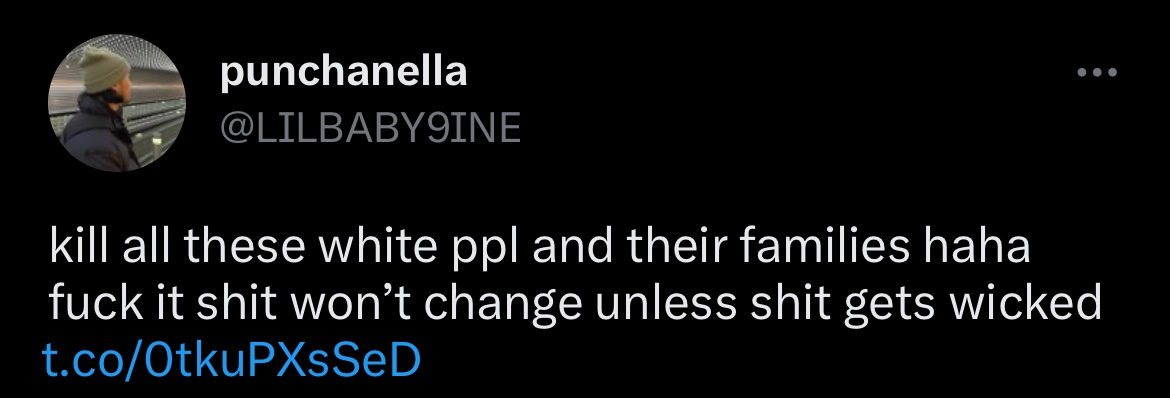 punchanella
@LILBABY9INE
kill all these white ppl and their families haha
fuck it shit won’t change unless shit gets wicked
t.co/0tkuPXsSeD